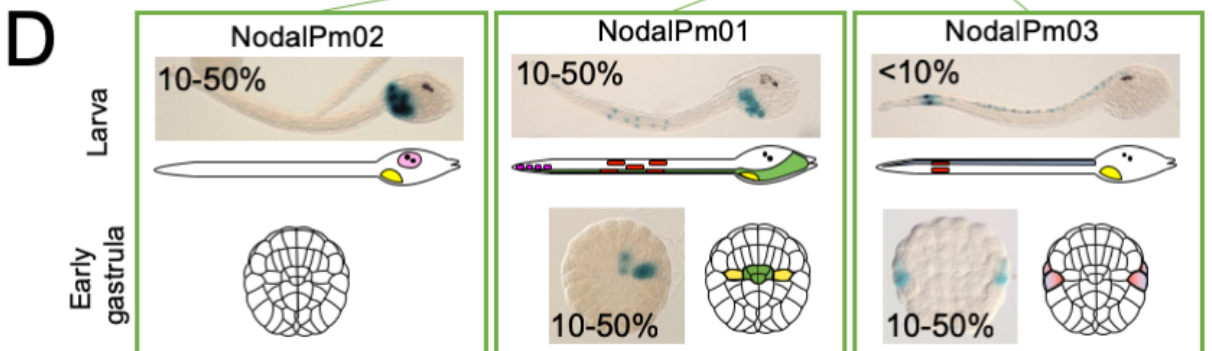 D
NodalPm02
NodalPm01
NodalPm03
Larva
10-50%
10-50%
<10%
Early
gastrula
10-50%
10-50%